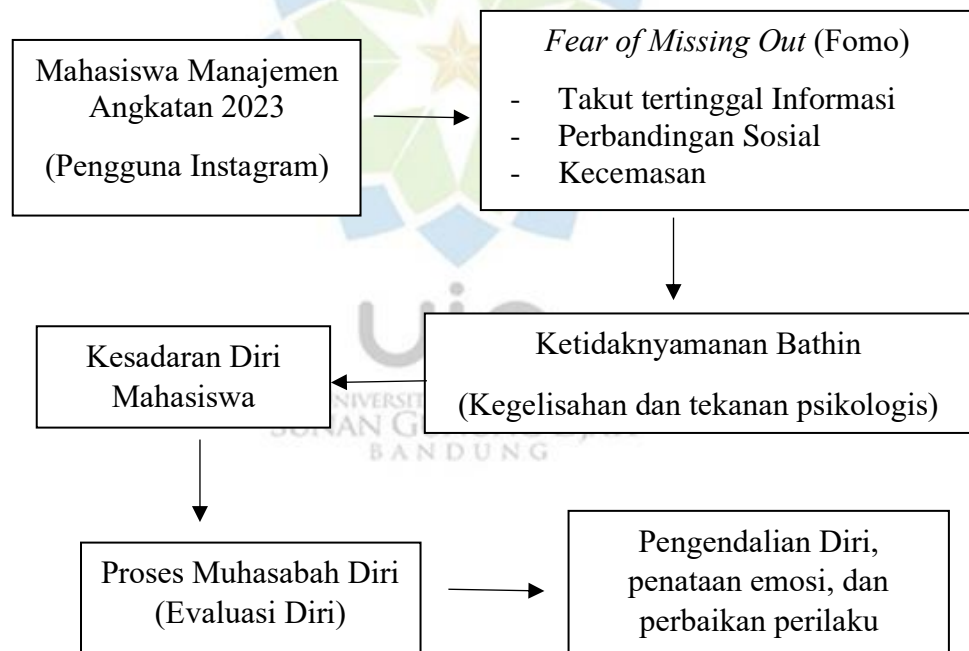 Mahasiswa Manajemen
Angkatan 2023
(Pengguna Instagram)
Fear of Missing Out (Fomo)
- Takut tertinggal Informasi
- Perbandingan Sosial
- Kecemasan
Ketidaknyamanan Bathin
(Kegelisahan dan tekanan psikologis)
Kesadaran Diri
Mahasiswa
uin
BANDUNG
Proses Muhasabah Diri
(Evaluasi Diri)
Pengendalian Diri,
penataan emosi, dan
perbaikan perilaku